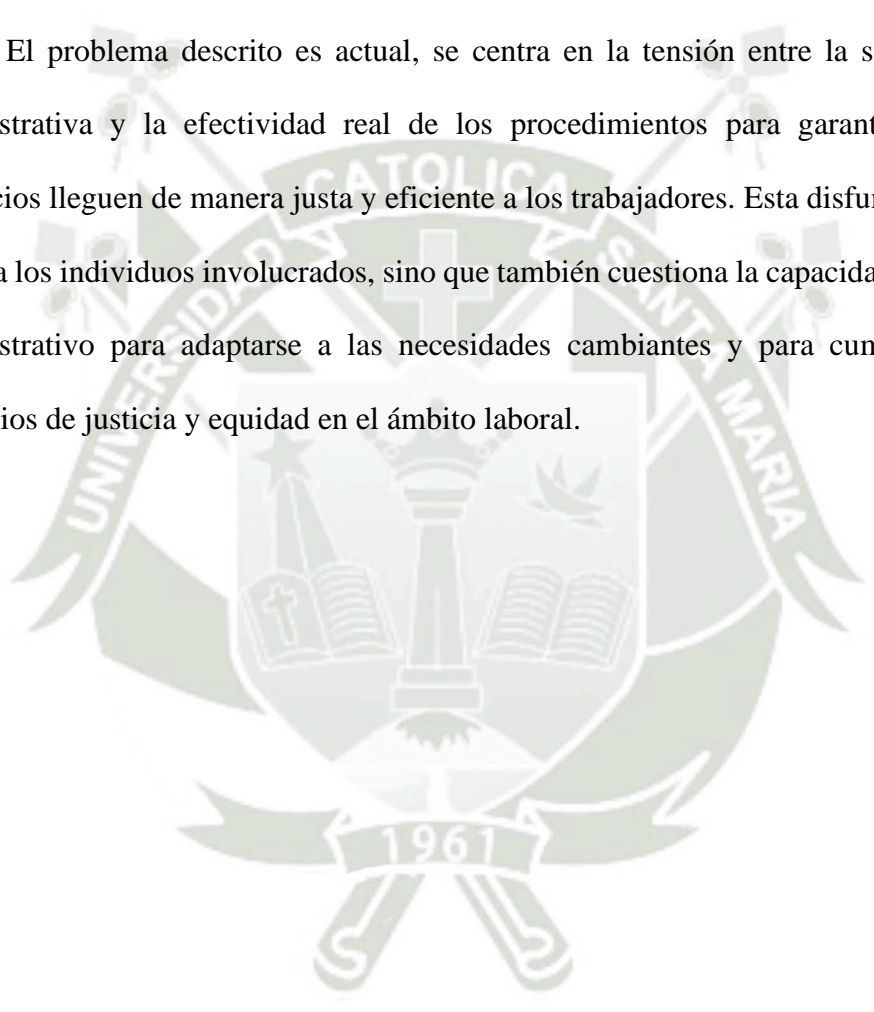 El problema descrito es actual, se centra en la tensión entre la s
strativa y la efectividad real de los procedimientos para garant
cios lleguen de manera justa y eficiente a los trabajadores. Esta disfu
a los individuos involucrados, sino que también cuestiona la capacida
strativo para adaptarse a las necesidades cambiantes y para cum
ios de justicia y equidad en el ámbito laboral.
UNIVERSIDAD CATOLICA SANTA MARIA
1961